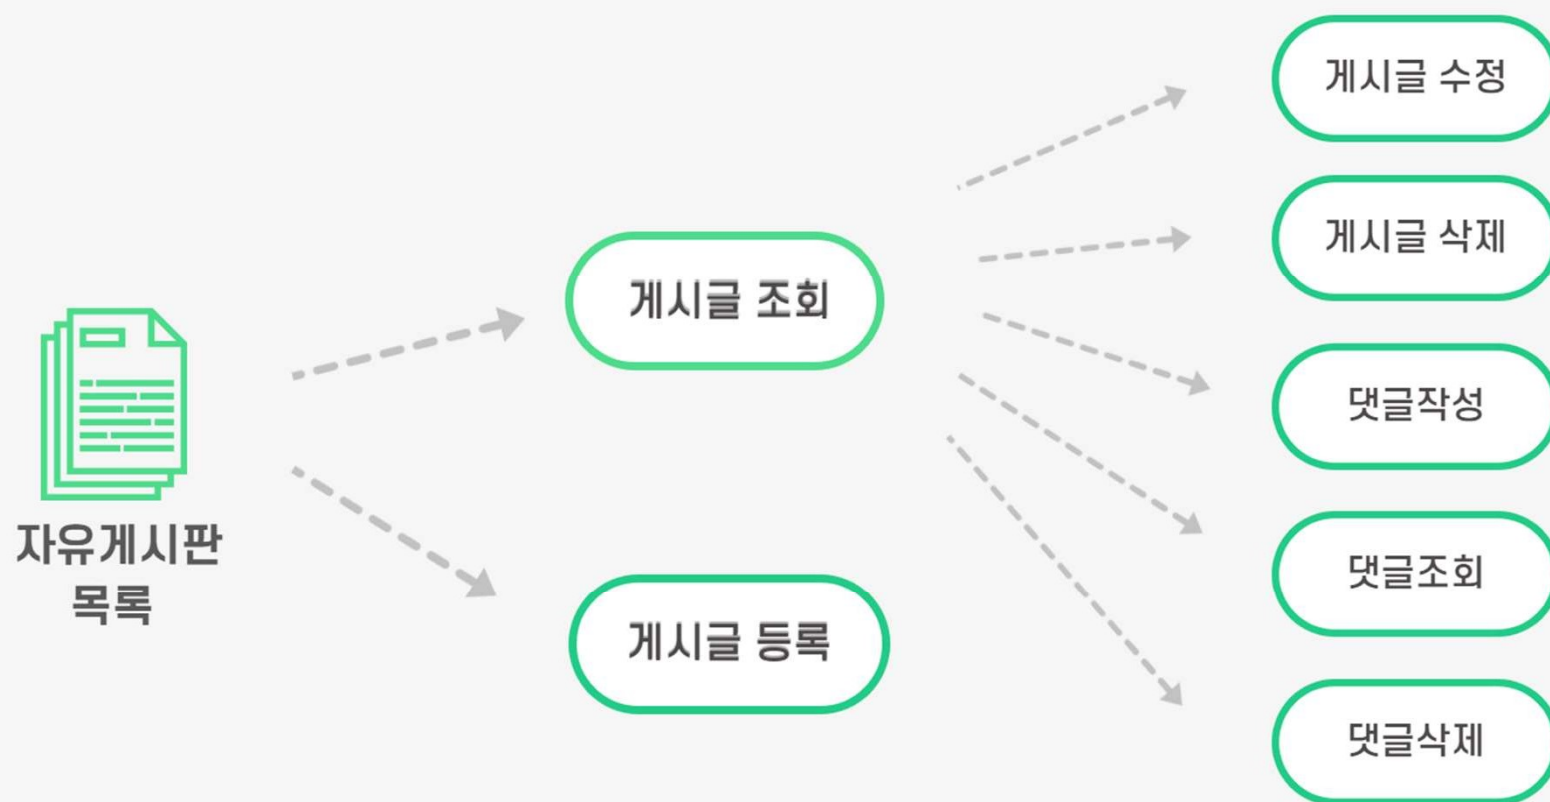 자유게시판
목록
게시글 조회
게시글 등록
게시글 수정
게시글 삭제
댓글작성
댓글조회
댓글삭제